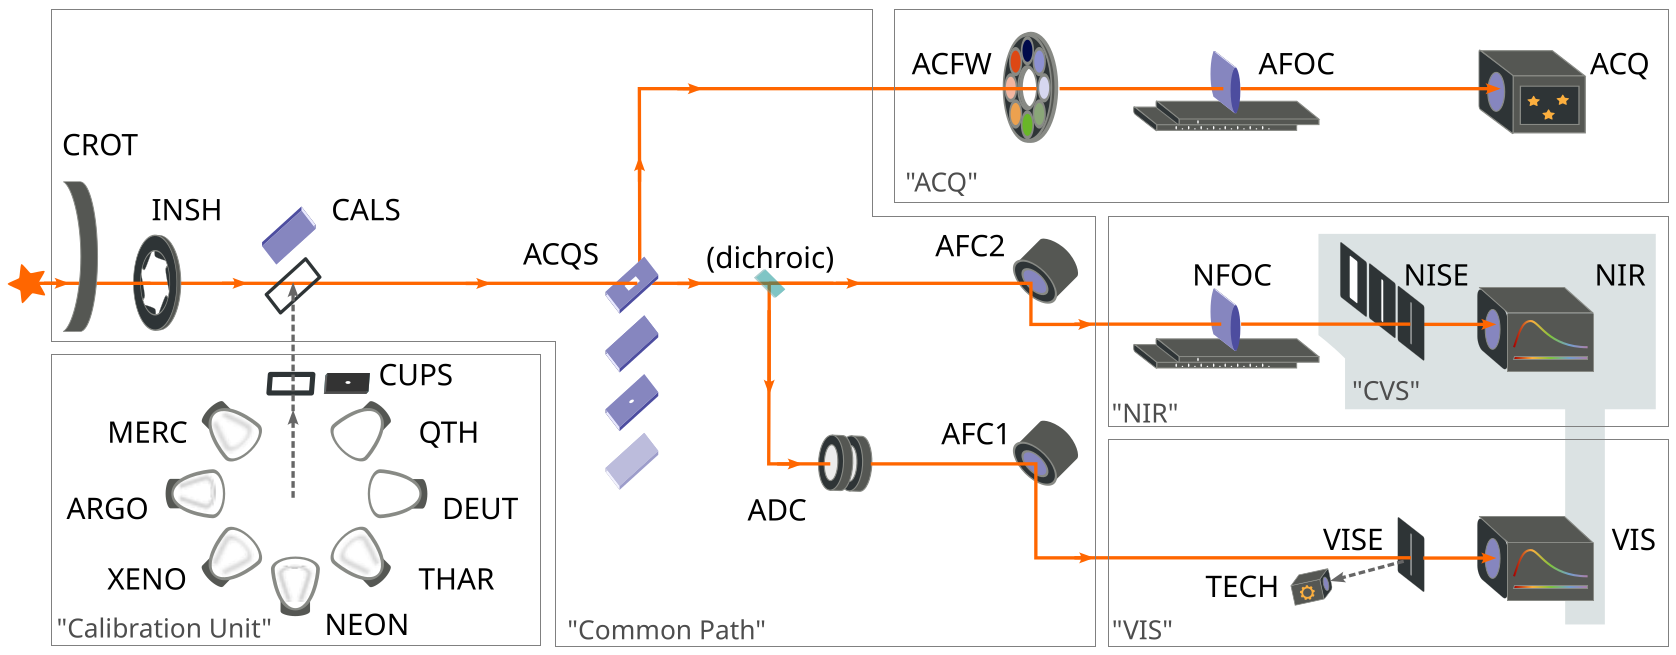 ACFW
AFOC
ACQ
"ACQ"
CROT
INSH
CALS
ACQS
(dichroic)
AFC2
NFOC
NISE
NIR
"CVS"
"NIR"
CUPS
MERC
QTH
ARGO
DEUT
XENO
THAR
NEON
"Calibration Unit"
ADC
AFC1
"Common Path"
VISE
VIS
TECH
"VIS"